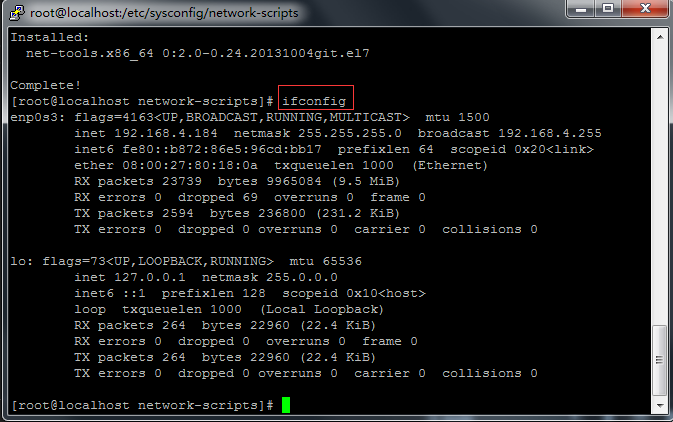 root@localhost:/etc/sysconfig/network-scripts
Installed:
  net-tools.x86_64 0:2.0-0.24.20131004git.el7
Complete!
[root@localhost network-scripts]# ifconfig
enp0s3: flags=4163<UP,BROADCAST,RUNNING,MULTICAST>  mtu 1500
        inet 192.168.4.184  netmask 255.255.255.0  broadcast 192.168.4.255
        inet6 fe80::b872:86e5:96cd:bb17  prefixlen 64  scopeid 0x20<link>
        ether 08:00:27:80:18:0a  txqueuelen 1000  (Ethernet)
        RX packets 23739  bytes 9965084 (9.5 MiB)
        RX errors 0  dropped 69  overruns 0  frame 0
        TX packets 2594  bytes 236800 (231.2 KiB)
        TX errors 0  dropped 0 overruns 0  carrier 0  collisions 0
lo: flags=73<UP,LOOPBACK,RUNNING>  mtu 65536
        inet 127.0.0.1  netmask 255.0.0.0
        inet6 ::1  prefixlen 128  scopeid 0x10<host>
        loop  txqueuelen 1000  (Local Loopback)
        RX packets 264  bytes 22960 (22.4 KiB)
        RX errors 0  dropped 0  overruns 0  frame 0
        TX packets 264  bytes 22960 (22.4 KiB)
        TX errors 0  dropped 0 overruns 0  carrier 0  collisions 0
[root@localhost network-scripts]#